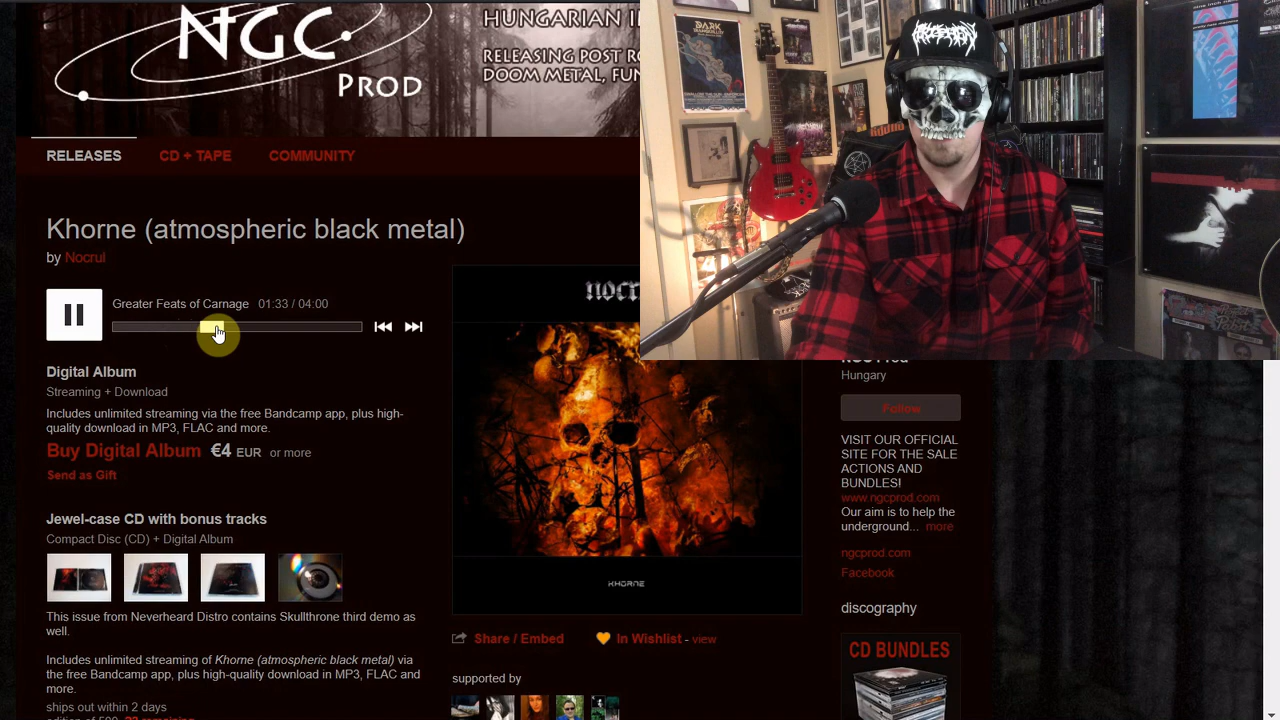 NGC
PROD
HUNGARIAN
RELEASING POST
DOOM METAL,
RELEASES
CD + TAPE
COMMUNITY
Khorne (atmospheric black metal)
by Nocrul
Greater Feats of Carnage 01:33 / 04:00
Digital Album
Streaming + Download
Includes unlimited streaming via the free Bandcamp app, plus high-
quality download in MP3, FLAC and more.
Buy Digital Album €4 EUR or more
Send as Gift
Jewel-case CD with bonus tracks
Compact Disc (CD) + Digital Album
This issue from Neverheard Distro contains Skullthrone third demo as
well.
Includes unlimited streaming of Khorne (atmospheric black metal) via
the free Bandcamp app, plus high-quality download in MP3, FLAC and
more.
ships out within 2 days
KHORNE
Share / Embed
In Wishlist - view
supported by
DARK
TRANQUILLITY
Hungary
Follow
VISIT OUR OFFICIAL
SITE FOR THE SALE
ACTIONS AND
BUNDLES!
www.ngcprod.com
Our aim is to help the
underground... more
ngcprod.com
Facebook
discography
CD BUNDLES